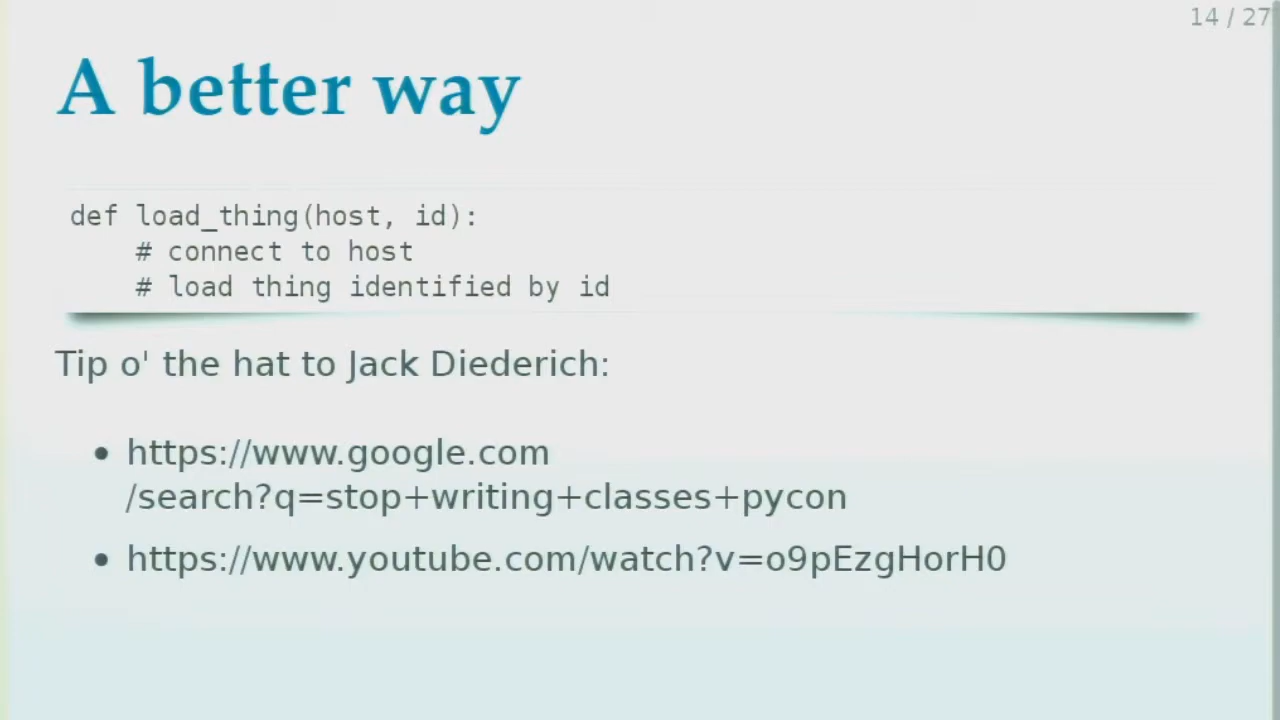 14 / 27
A better way
def load_thing(host, id):
    # connect to host
    # load thing identified by id
Tip o' the hat to Jack Diederich:
• https://www.google.com
/search?q=stop+writing+classes+pycon
• https://www.youtube.com/watch?v=o9pEzgHorH0